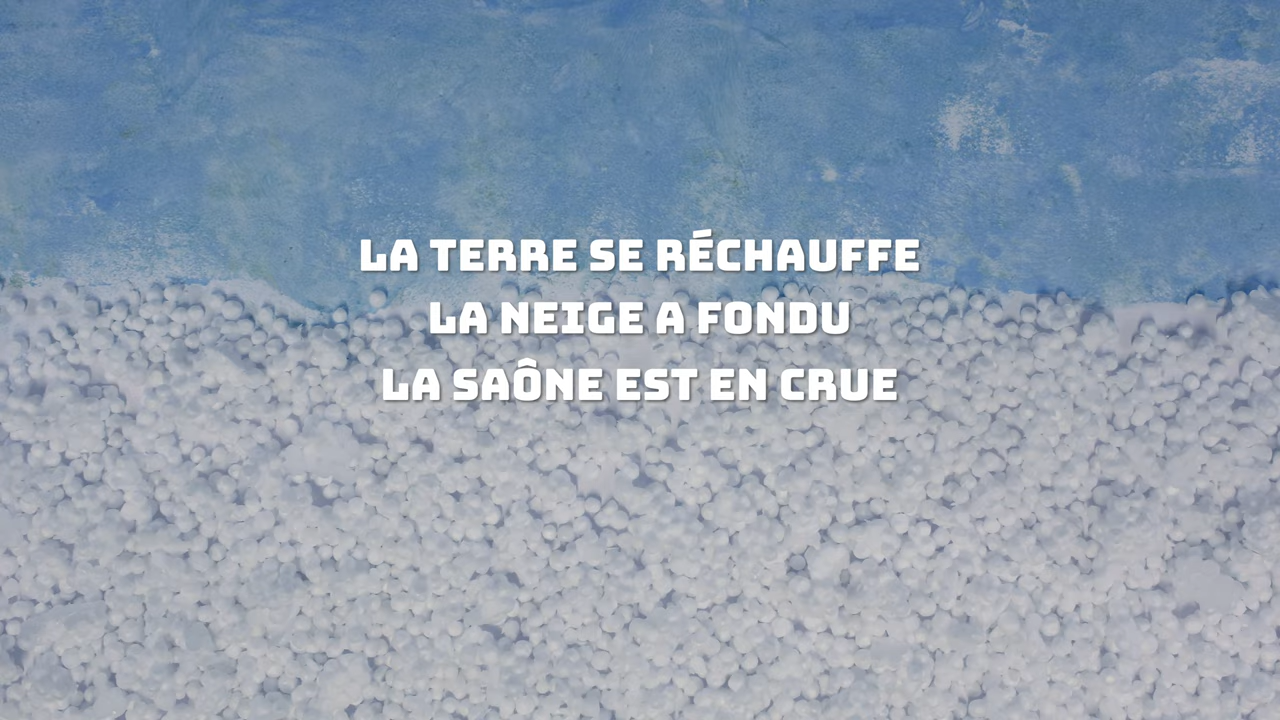 LA TERRE SE RÉCHAUFFE
LA NEIGE A FONDU
LA SAÔNE EST EN CRUE